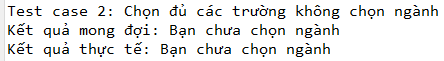 Test case 2: Chọn đủ các trường không chọn ngành
Kết quả mong đợi: Bạn chưa chọn ngành
Kết quả thực tế: Bạn chưa chọn ngành